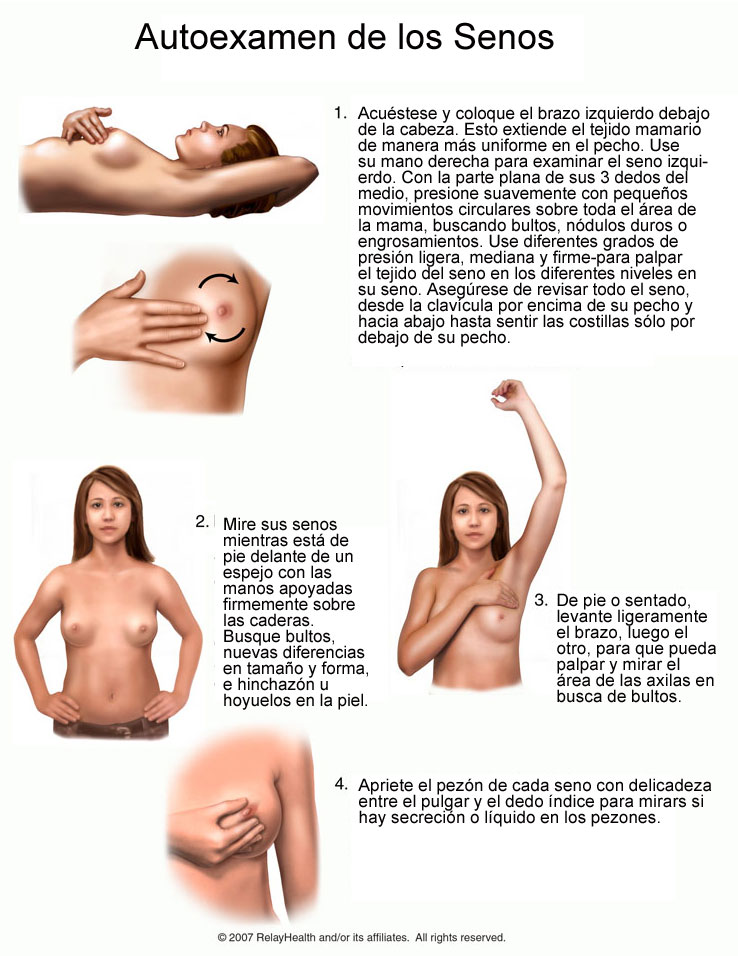 Autoexamen de los Senos
1. Acuéstese y coloque el brazo izquierdo debajo
de la cabeza. Esto extiende el tejido mamario
de manera más uniforme en el pecho. Use
su mano derecha para examinar el seno izqui-
erdo. Con la parte plana de sus 3 dedos del
medio, presione suavemente con pequeños
movimientos circulares sobre toda el área de
la mama, buscando bultos, nódulos duros o
engrosamientos. Use diferentes grados de
presión ligera, mediana y firme-para palpar
el tejido del seno en los diferentes niveles en
su seno. Asegúrese de revisar todo el seno,
desde la clavícula por encima de su pecho y
hacia abajo hasta sentir las costillas sólo por
debajo de su pecho.
2. Mire sus senos
mientras está de
pie delante de un
espejo con las
manos apoyadas
firmemente sobre
las caderas.
Busque bultos,
nuevas diferencias
en tamaño y forma,
e hinchazón u
hoyuelos en la piel.
3. De pie o sentado,
levante ligeramente
el brazo, luego el
otro, para que pueda
palpar y mirar el
área de las axilas en
busca de bultos.
4. Apriete el pezón de cada seno con delicadeza
entre el pulgar y el dedo índice para mirars si
hay secreción o líquido en los pezones.
© 2007 RelayHealth and/or its affiliates. All rights reserved.